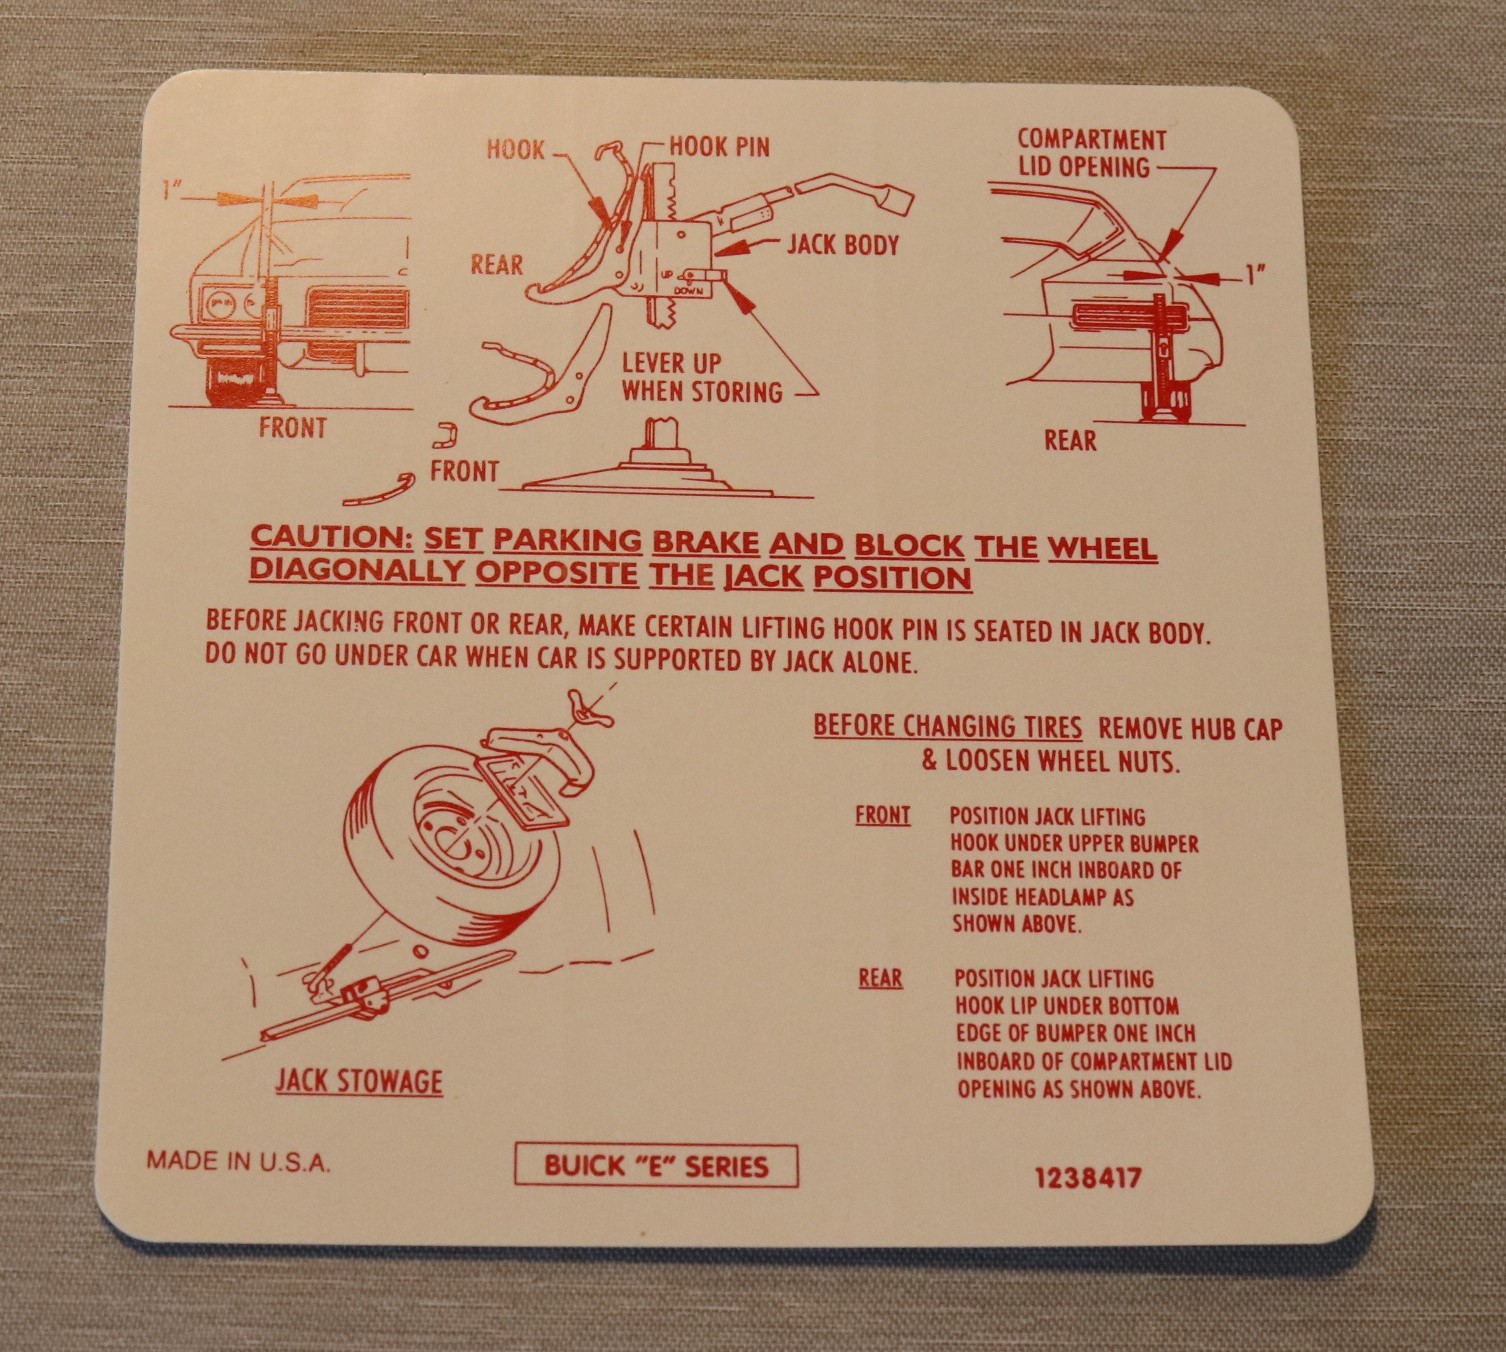 1"
FRONT
HOOK
HOOK PIN
REAR
JACK BODY
UP
DOWN
LEVER UP
WHEN STORING
FRONT
COMPARTMENT
LID OPENING
1"
REAR
CAUTION: SET PARKING BRAKE AND BLOCK THE WHEEL
DIAGONALLY OPPOSITE THE JACK POSITION
BEFORE JACKING FRONT OR REAR, MAKE CERTAIN LIFTING HOOK PIN IS SEATED IN JACK BODY.
DO NOT GO UNDER CAR WHEN CAR IS SUPPORTED BY JACK ALONE.
BEFORE CHANGING TIRES REMOVE HUB CAP
& LOOSEN WHEEL NUTS.
FRONT POSITION JACK LIFTING
HOOK UNDER UPPER BUMPER
BAR ONE INCH INBOARD OF
INSIDE HEADLAMP AS
SHOWN ABOVE.
REAR POSITION JACK LIFTING
HOOK LIP UNDER BOTTOM
EDGE OF BUMPER ONE INCH
INBOARD OF COMPARTMENT LID
OPENING AS SHOWN ABOVE.
JACK STOWAGE
MADE IN U.S.A.
BUICK "E" SERIES
1238417